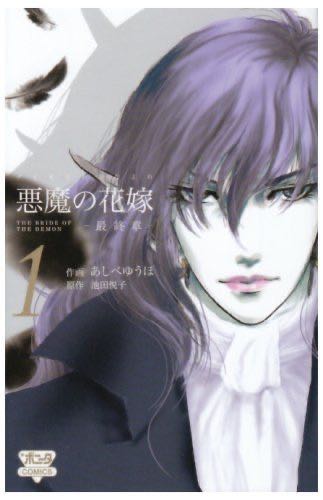 悪魔の花嫁
THE BRIDE OF
THE DEMON
－最終章－
1
作画 あしべゆうほ
原作 池田悦子
ボニータ
COMICS